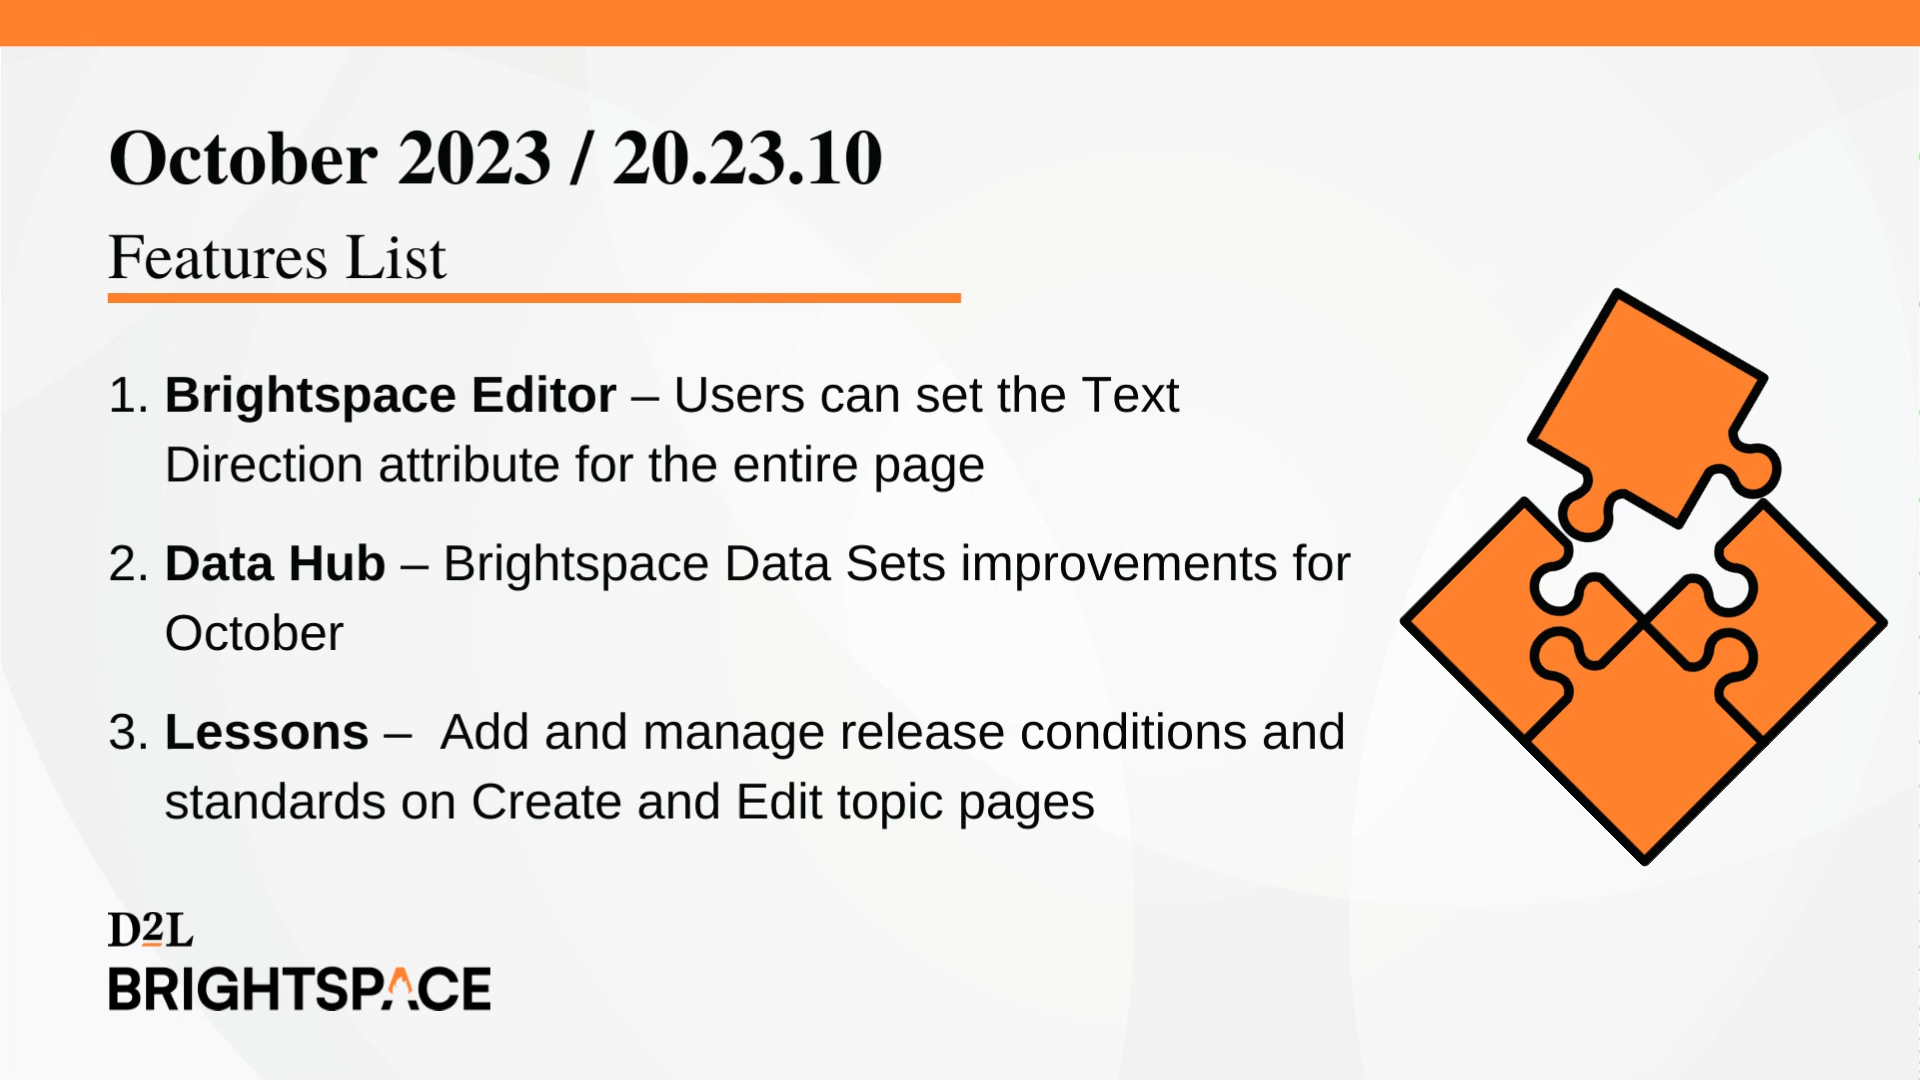 October 2023 / 20.23.10
Features List
1. Brightspace Editor – Users can set the Text
Direction attribute for the entire page
2. Data Hub – Brightspace Data Sets improvements for
October
3. Lessons –  Add and manage release conditions and
standards on Create and Edit topic pages
D2L
BRIGHTSPACE